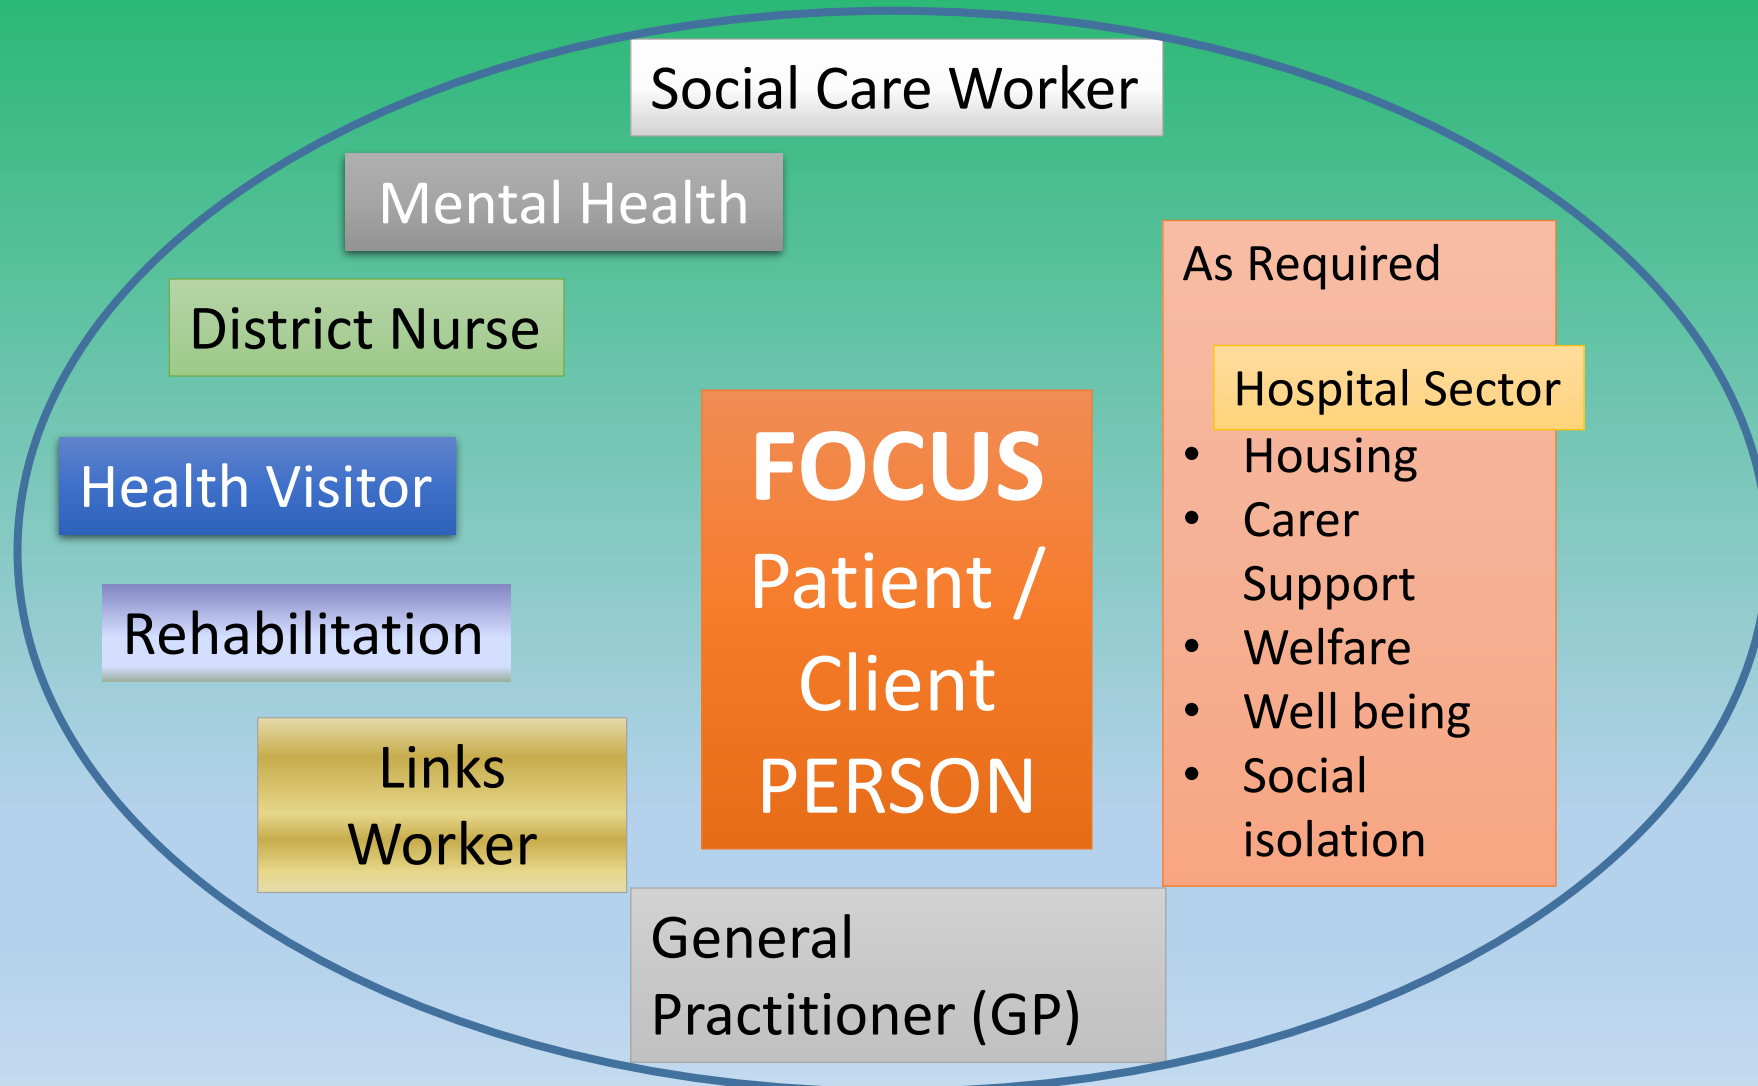 Social Care Worker
Mental Health
District Nurse
Health Visitor
Rehabilitation
Links
Worker
FOCUS
Patient /
Client
PERSON
As Required
Hospital Sector
• Housing
• Carer
Support
• Welfare
• Well being
• Social
isolation
General
Practitioner (GP)